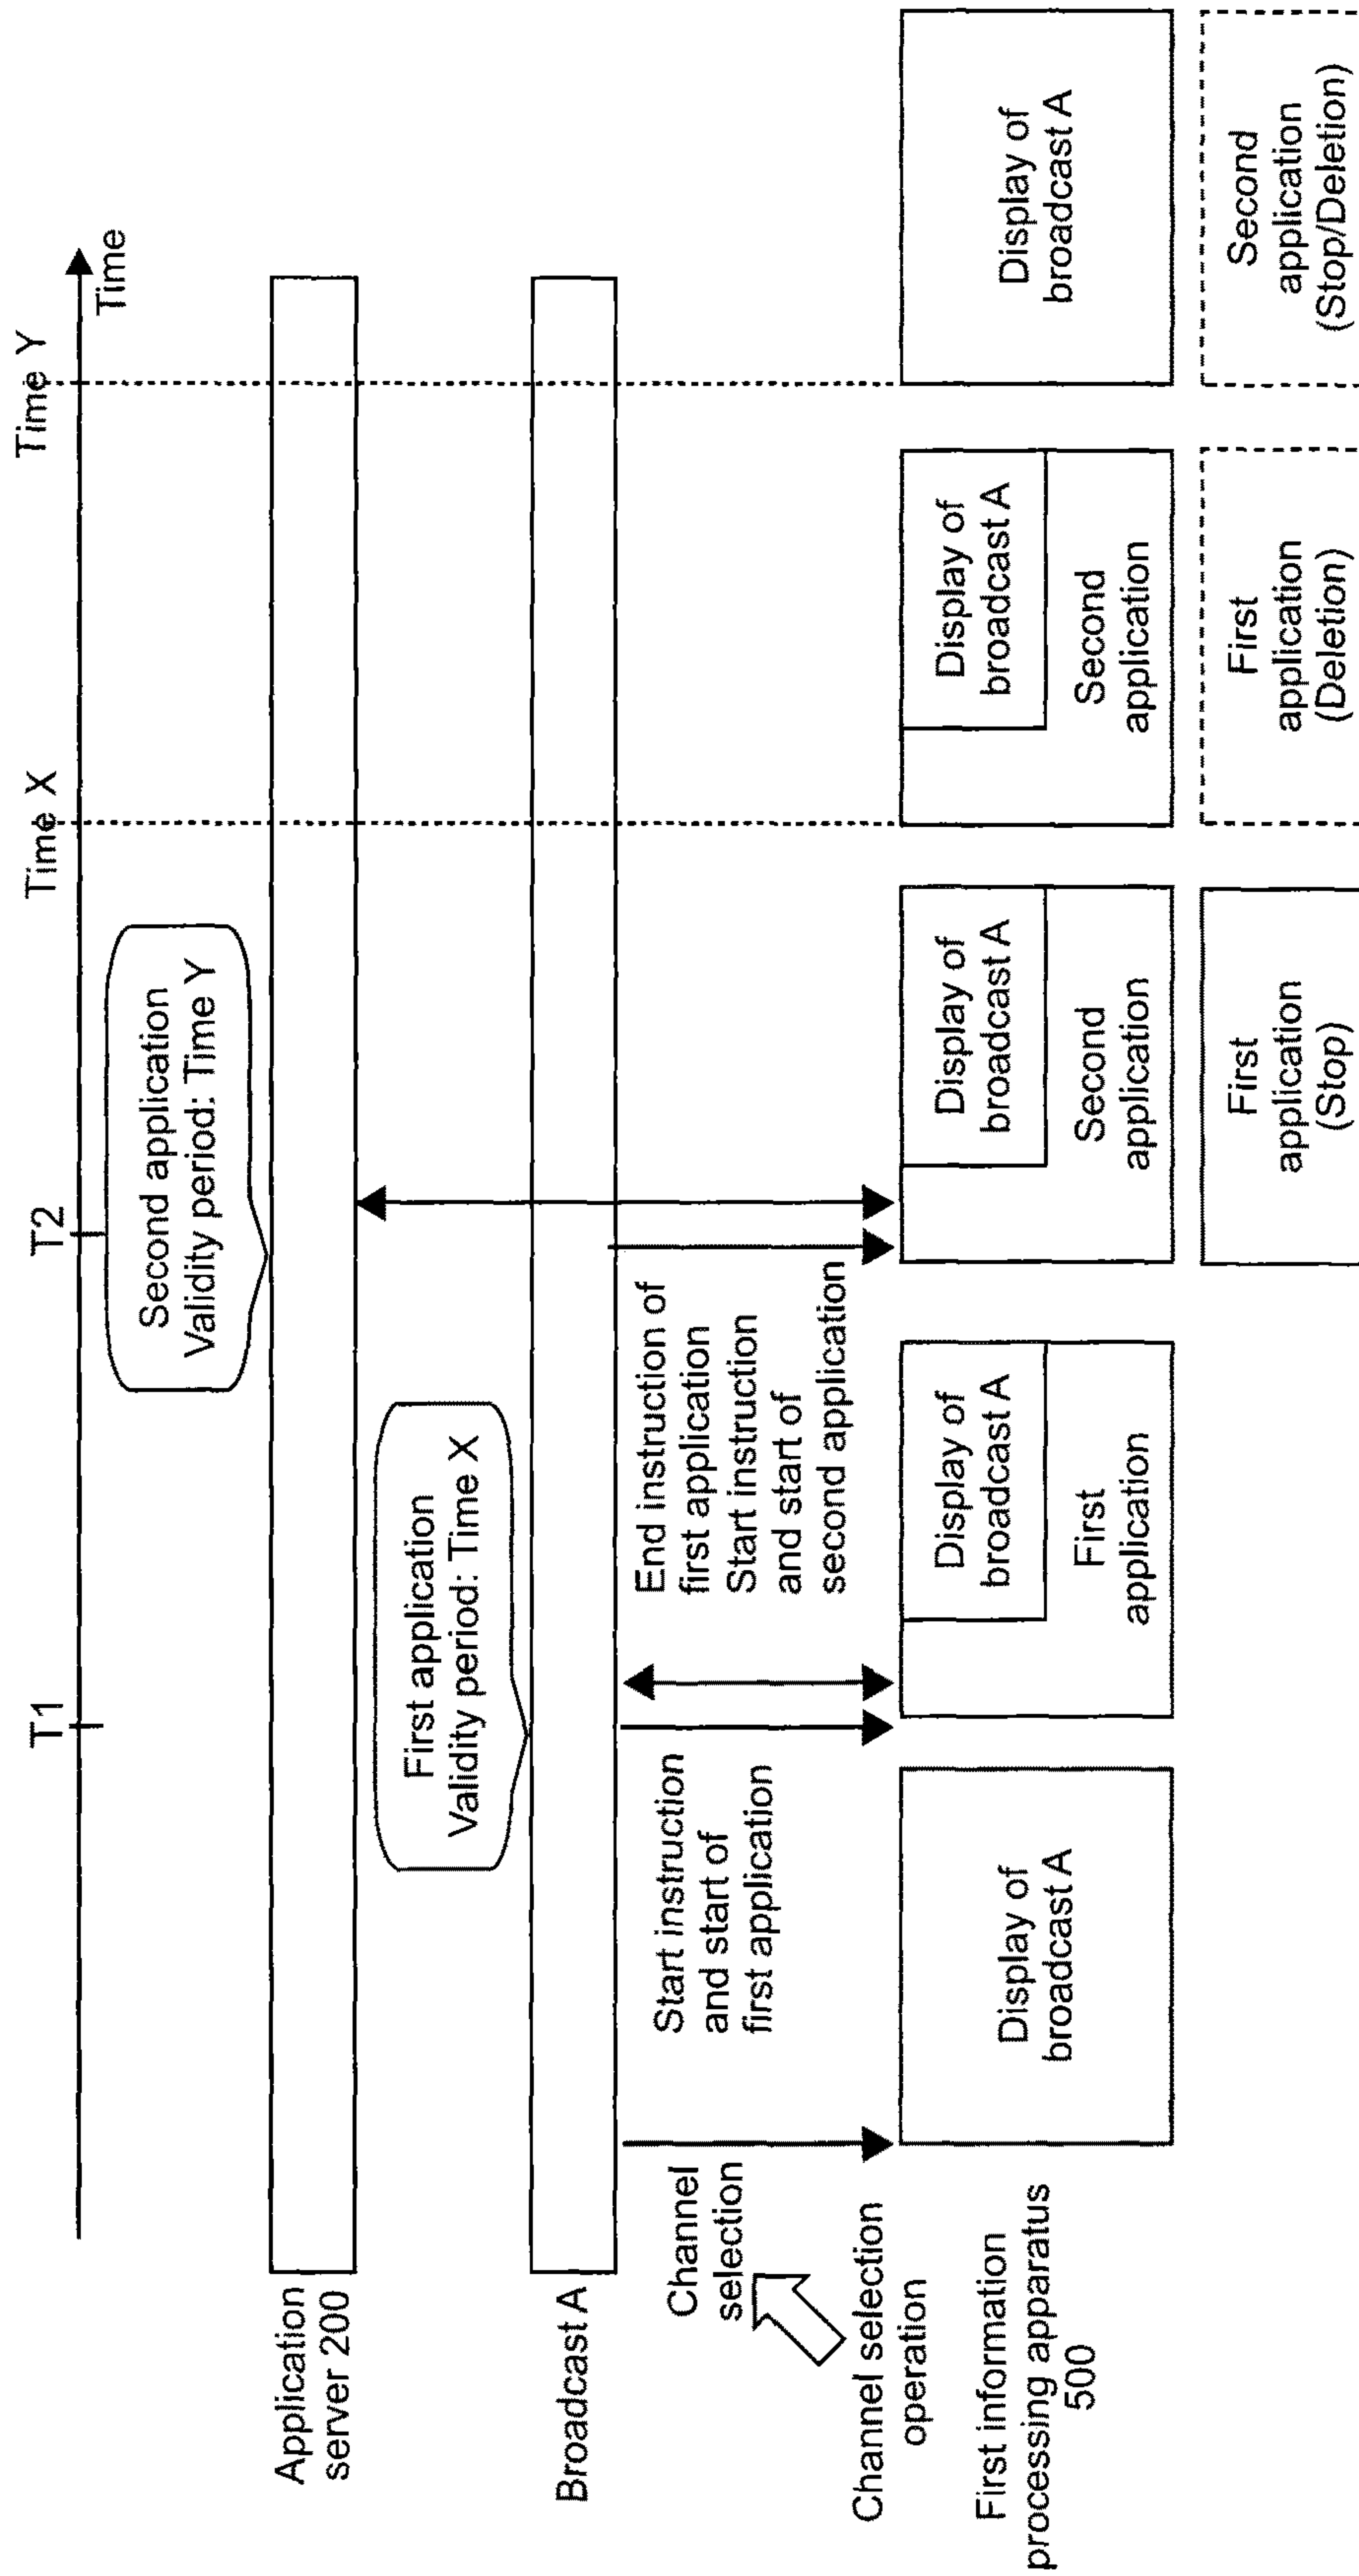 T1
T2
Time X
Time Y
Time
Second application
Validity period: Time Y
Application
server 200
First application
Validity period: Time X
Broadcast A
Channel
selection
Start instruction
and start of
first application
End instruction of
first application
Start instruction
and start of
second application
Channel selection
operation
First information
processing apparatus
500
Display of
broadcast A
Display of
broadcast A
First
application
Display of
broadcast A
Second
application
Display of
broadcast A
Second
application
Display of
broadcast A
First
application
(Stop)
First
application
(Deletion)
Second
application
(Stop/Deletion)